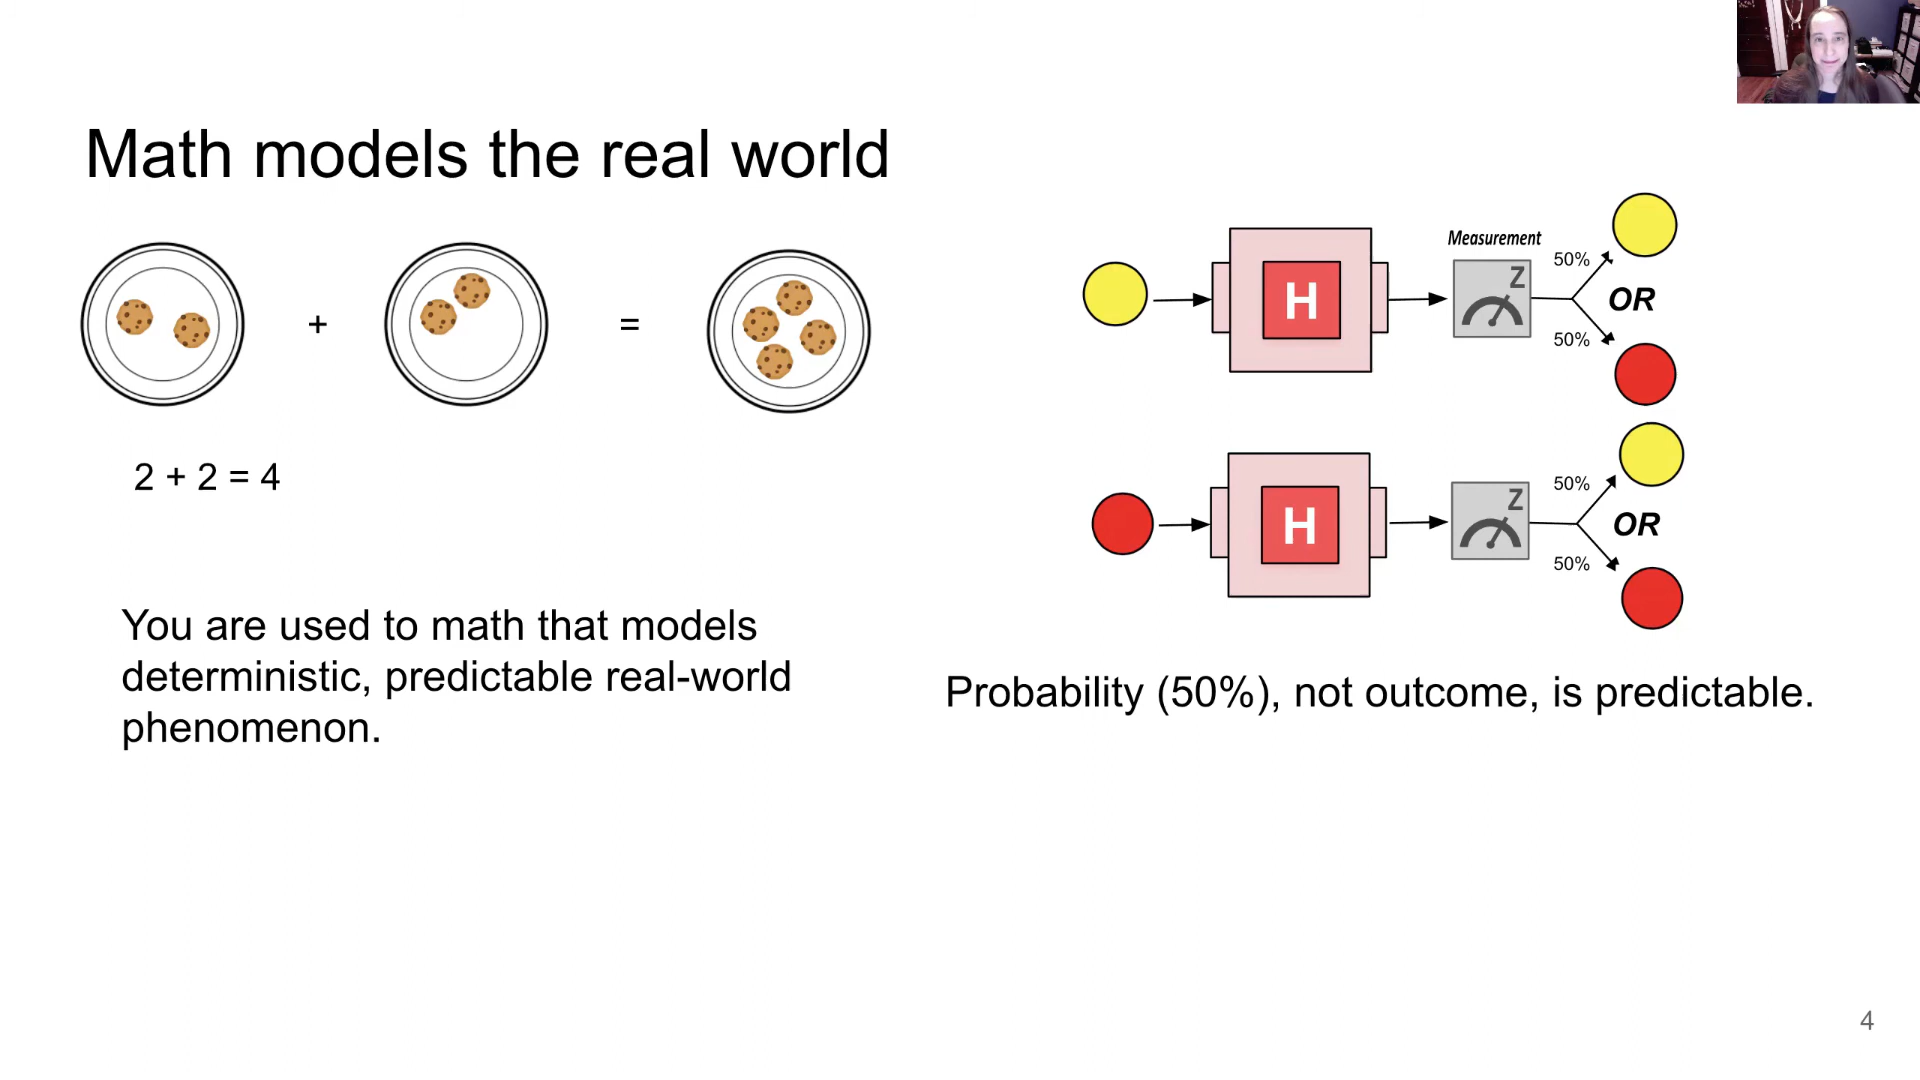 Math models the real world
+
=
2 + 2 = 4
You are used to math that models
deterministic, predictable real-world
phenomenon.
H
Measurement
Z
50%
OR
50%
H
Z
50%
OR
50%
Probability (50%), not outcome, is predictable.
4